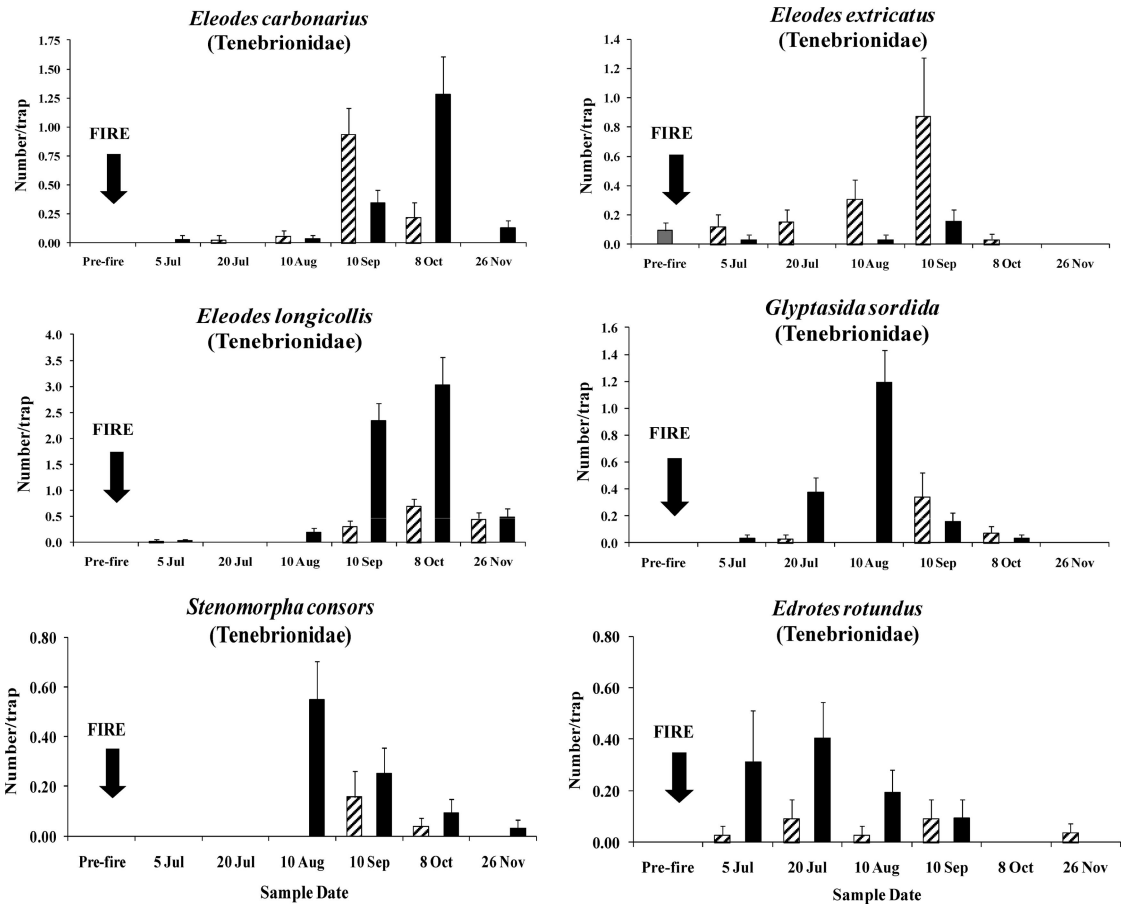 Eleodes carbonarius
(Tenebrionidae)
Number/trap
1.75
1.50
1.25
1.00
0.75
0.50
0.25
0.00
FIRE
Pre-fire 5 Jul 20 Jul 10 Aug 10 Sep 8 Oct 26 Nov
Eleodes extricatus
(Tenebrionidae)
Number/trap
1.4
1.2
1.0
0.8
0.6
0.4
0.2
0.0
FIRE
Pre-fire 5 Jul 20 Jul 10 Aug 10 Sep 8 Oct 26 Nov
Eleodes longicollis
(Tenebrionidae)
Number/trap
4.0
3.5
3.0
2.5
2.0
1.5
1.0
0.5
0.0
FIRE
Pre-fire 5 Jul 20 Jul 10 Aug 10 Sep 8 Oct 26 Nov
Glyptasida sordida
(Tenebrionidae)
Number/trap
1.6
1.4
1.2
1.0
0.8
0.6
0.4
0.2
0.0
FIRE
Pre-fire 5 Jul 20 Jul 10 Aug 10 Sep 8 Oct 26 Nov
Stenomorpha consors
(Tenebrionidae)
Number/trap
0.80
0.60
0.40
0.20
0.00
FIRE
Pre-fire 5 Jul 20 Jul 10 Aug 10 Sep 8 Oct 26 Nov
Sample Date
Edrotes rotundus
(Tenebrionidae)
Number/trap
0.80
0.60
0.40
0.20
0.00
FIRE
Pre-fire 5 Jul 20 Jul 10 Aug 10 Sep 8 Oct 26 Nov
Sample Date